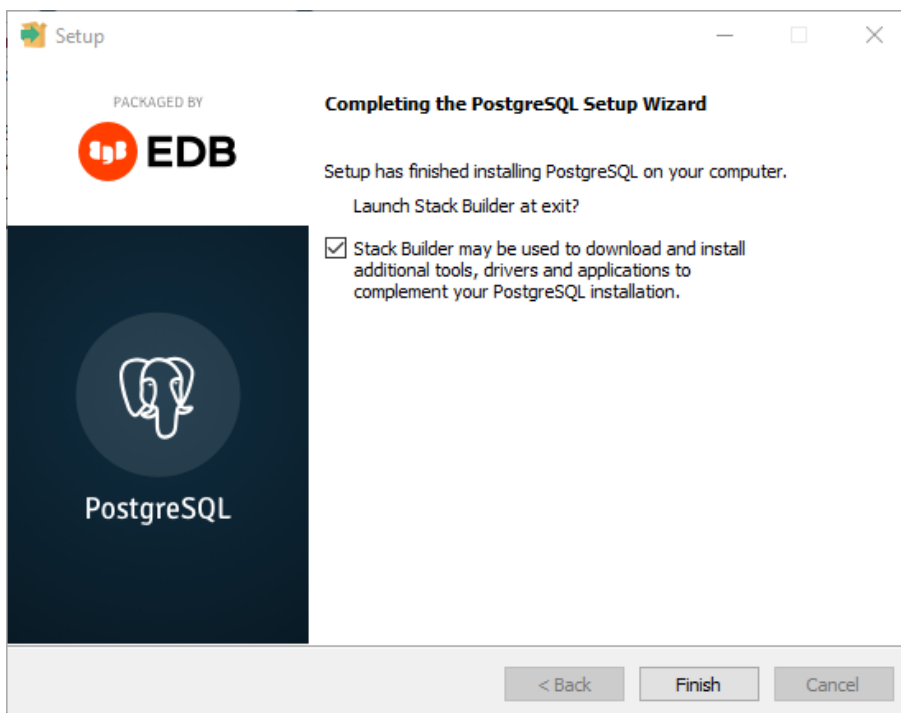 Setup
PACKAGED BY
EDB
Completing the PostgreSQL Setup Wizard
Setup has finished installing PostgreSQL on your computer.
Launch Stack Builder at exit?
Stack Builder may be used to download and install
additional tools, drivers and applications to
complement your PostgreSQL installation.
PostgreSQL
< Back
Finish
Cancel